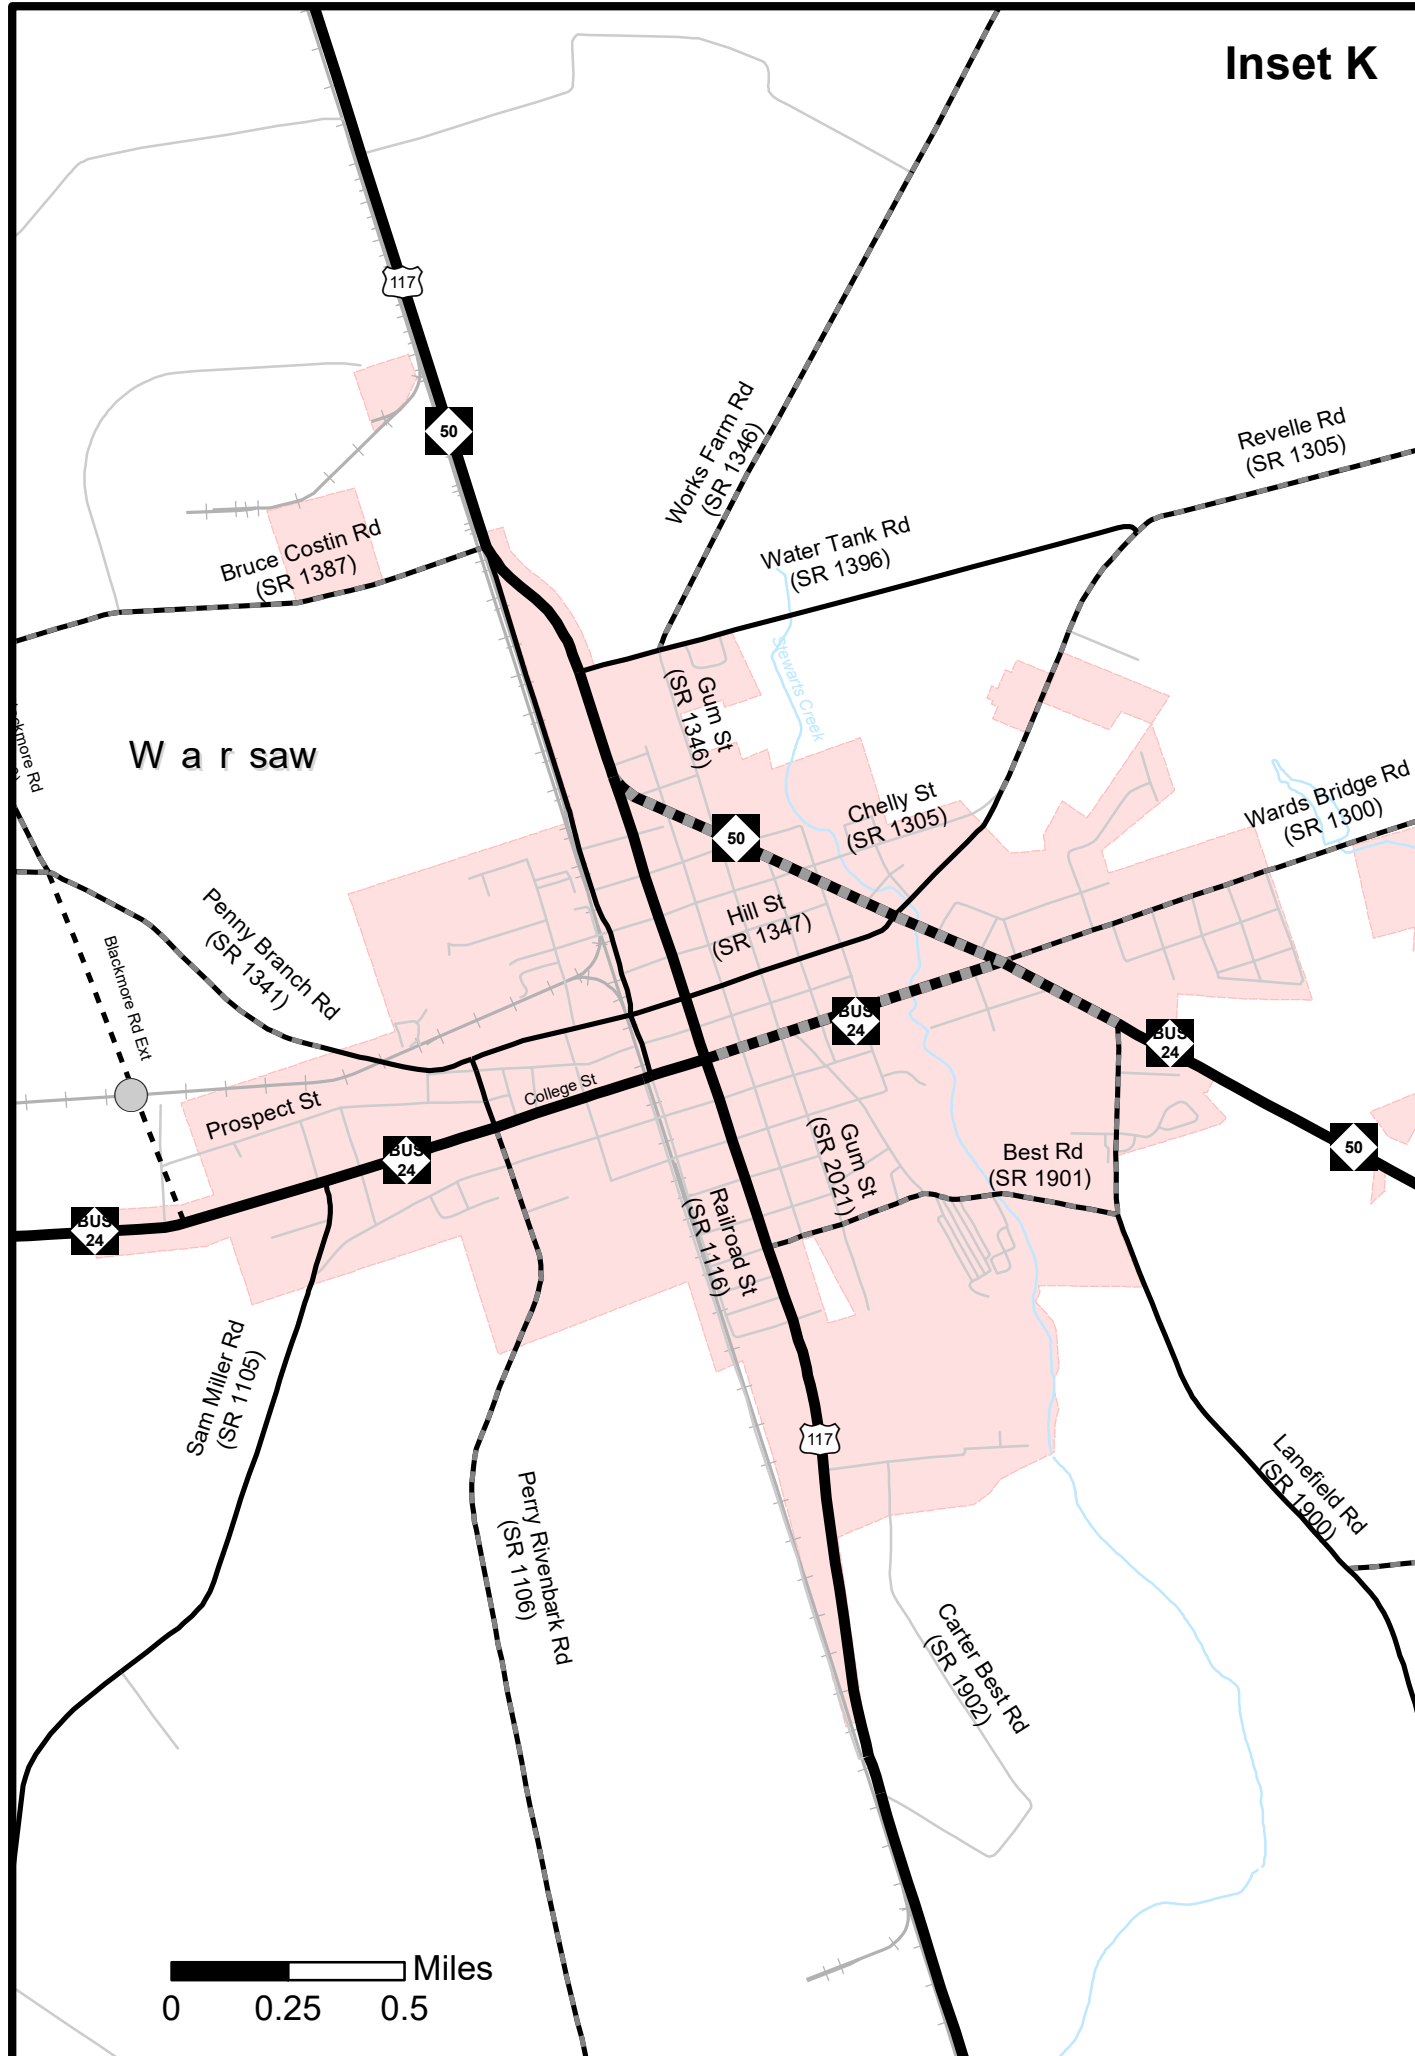 Inset K
117
50
Works Farm Rd
(SR 1346)
Revelle Rd
(SR 1305)
Water Tank Rd
(SR 1396)
Bruce Costin Rd
(SR 1387)
Stewarts Creek
Gum St
(SR 1346)
Warsaw
Rd
50
Chelly St
(SR 1305)
Wards Bridge Rd
(SR 1300)
Penny Branch Rd
(SR 1341)
Hill St
(SR 1347)
Blackmore Rd Ext
BUS
24
BUS
24
College St
Prospect St
BUS
24
Gum St
(SR 2021)
Best Rd
(SR 1901)
50
BUS
24
Railroad St
(SR 1116)
Sam Miller Rd
(SR 1105)
117
Lanefield Rd
(SR 1900)
Perry Rivenbark Rd
(SR 1106)
Carter Best Rd
(SR 1902)
Miles
0 0.25 0.5